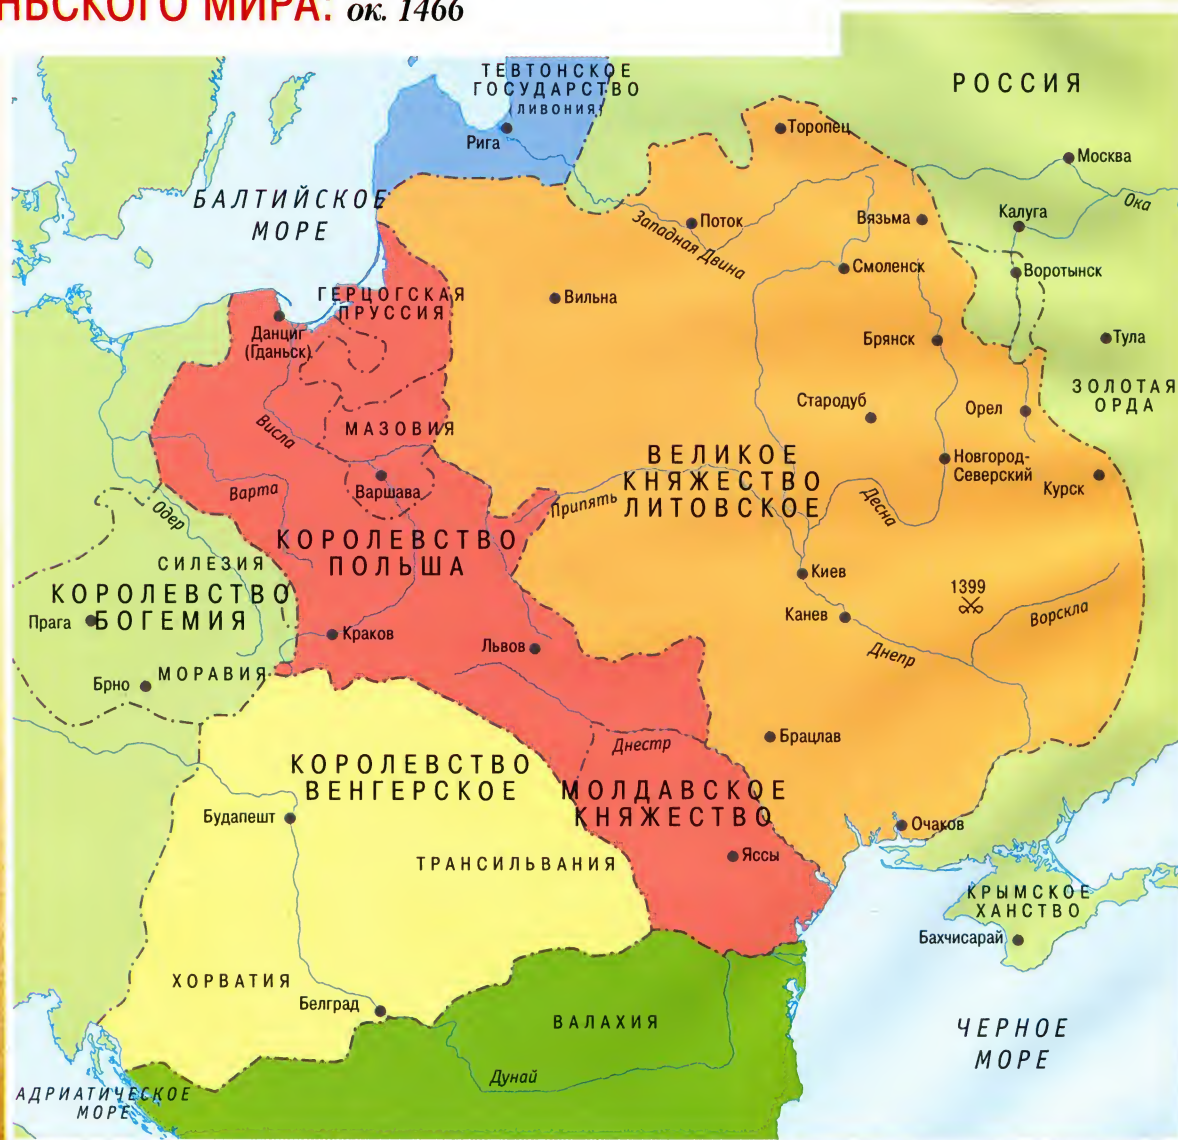 НЬСКОГО МИРА: ок. 1466
ТЕВТОНСКОЕ
ГОСУДАРСТВО
(ЛИВОНИЯ)
Рига
РОССИЯ
Торопец
Москва
Ока
БАЛТИЙСКОЕ
МОРЕ
Западная Двина
Поток
Вязьма
Калуга
Смоленск
Воротынск
ГЕРЦОГСКАЯ
ПРУССИЯ
Вильна
Данциг
(Гданьск)
Брянск
Тула
ЗОЛОТАЯ
ОРДА
Стародуб
Орел
Висла
МАЗОВИЯ
ВЕЛИКОЕ
КНЯЖЕСТВО
ЛИТОВСКОЕ
Новгород-
Северский
Курск
Варшава
Варта
Припять
Десна
Одер
КОРОЛЕВСТВО
ПОЛЬША
СИЛЕЗИЯ
КОРОЛЕВСТВО
БОГЕМИЯ
Прага
Киев
1399
Канев
Ворскла
Краков
Львов
Днепр
МОРАВИЯ
Брно
Днестр
Брацлав
КОРОЛЕВСТВО
ВЕНГЕРСКОЕ
МОЛДАВСКОЕ
КНЯЖЕСТВО
Будапешт
Очаков
Яссы
ТРАНСИЛЬВАНИЯ
КРЫМСКОЕ
ХАНСТВО
Бахчисарай
ХОРВАТИЯ
Белград
ВАЛАХИЯ
ЧЕРНОЕ
МОРЕ
Дунай
АДРИАТИЧЕСКОЕ
МОРЕ